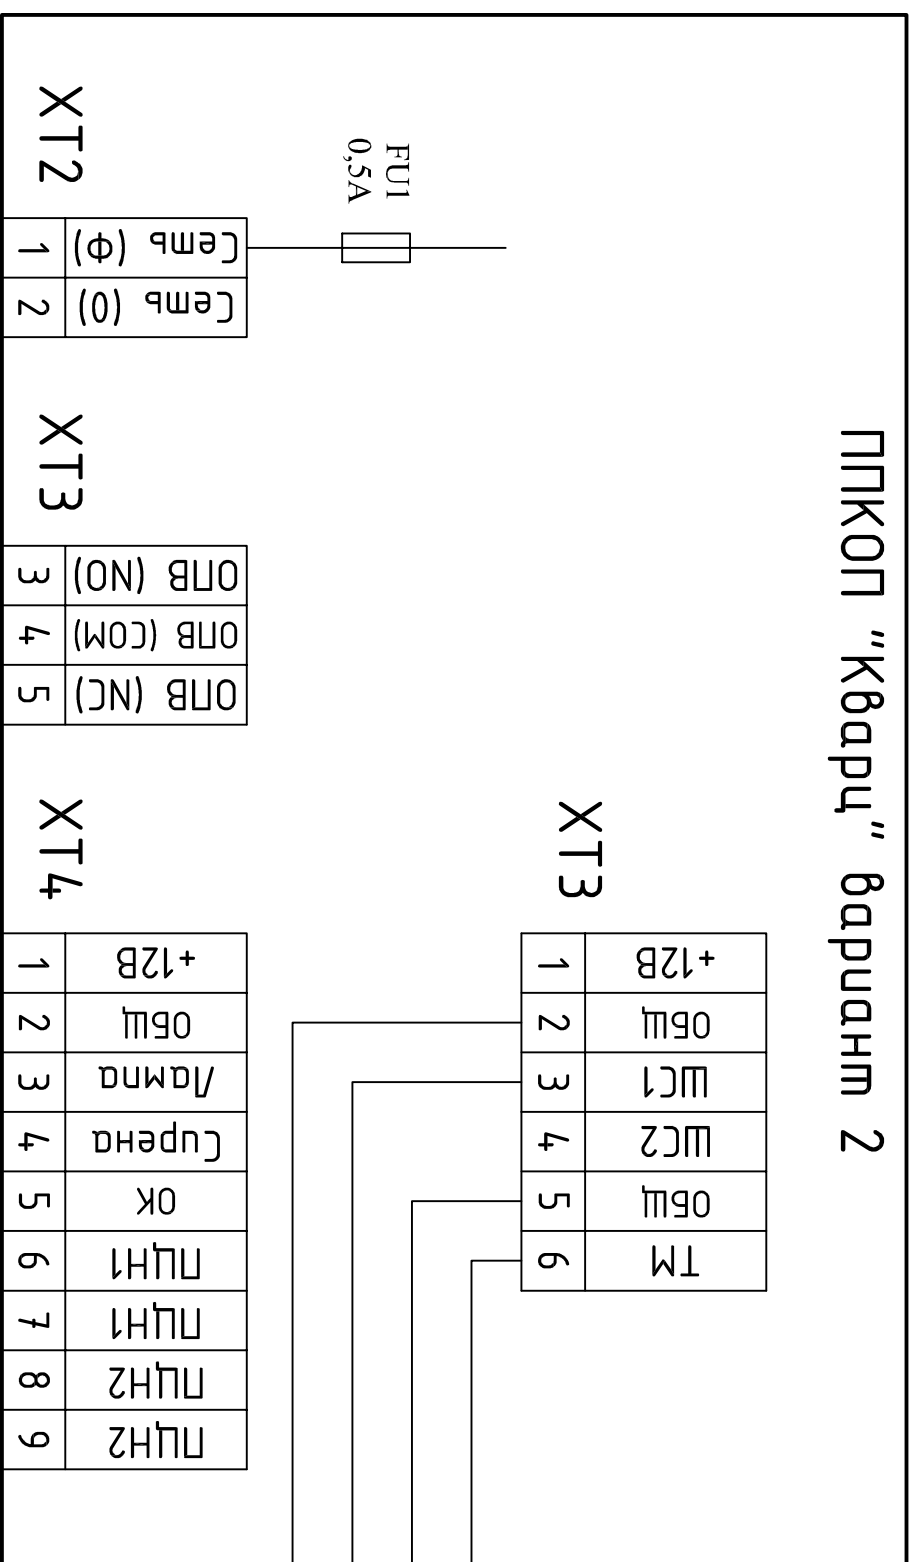 ППКОП "Кварц" вариант 2
FU1
0,5А
XT2
1 Сеть (Ф)
2 Сеть (0)
XT3
3 ОПВ (NO)
4 ОПВ (COM)
5 ОПВ (NC)
XT4
1 +12В
2 ОБЩ
3 Лампа
4 Сирена
5 ОК
6 ПЦН1
7 ПЦН1
8 ПЦН2
9 ПЦН2
XT3
1 +12В
2 ОБЩ
3 ШС1
4 ШС2
5 ОБЩ
6 ТМ